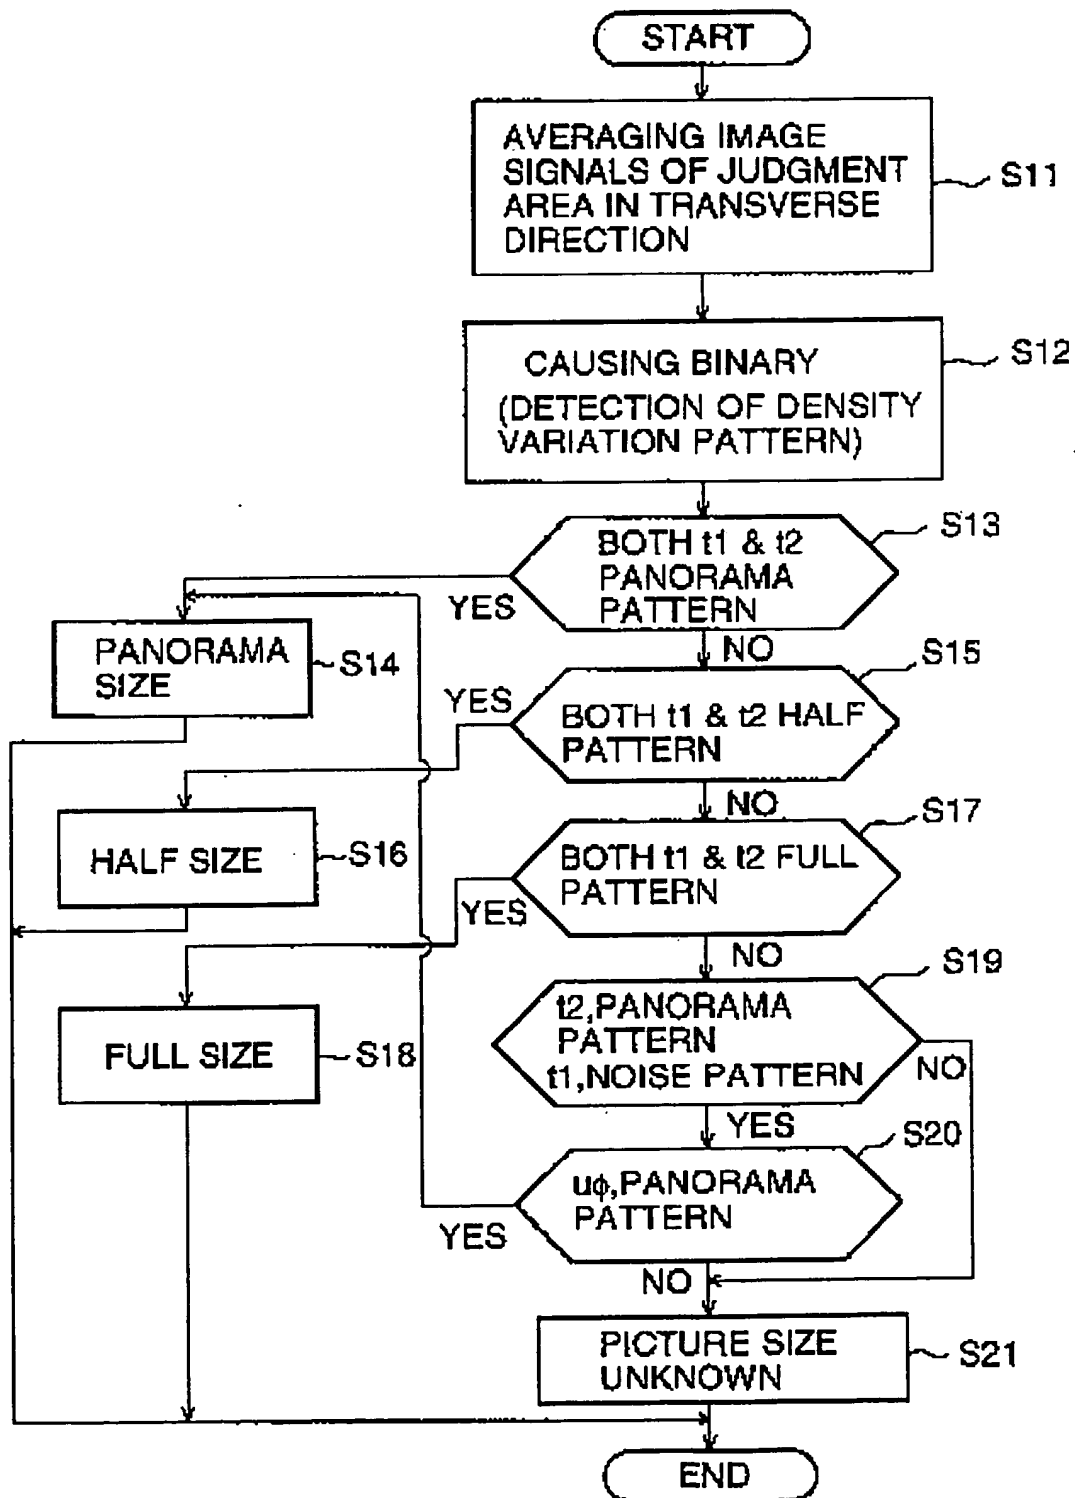 START
AVERAGING IMAGE
SIGNALS OF JUDGMENT
AREA IN TRANSVERSE
DIRECTION
S11
CAUSING BINARY
(DETECTION OF DENSITY
VARIATION PATTERN)
S12
BOTH t1 & t2
PANORAMA
PATTERN
S13
YES
NO
PANORAMA
SIZE
S14
BOTH t1 & t2 HALF
PATTERN
S15
YES
NO
HALF SIZE
S16
BOTH t1 & t2 FULL
PATTERN
S17
YES
NO
FULL SIZE
S18
t2,PANORAMA
PATTERN
t1,NOISE PATTERN
S19
NO
YES
uϕ,PANORAMA
PATTERN
S20
YES
NO
PICTURE SIZE
UNKNOWN
S21
END